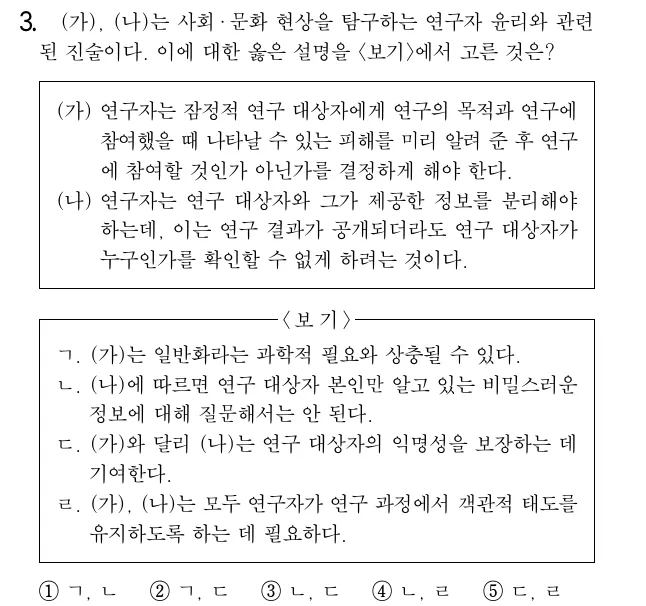 3. (가), (나)는 사회·문화 현상을 탐구하는 연구자 윤리와 관련
된 진술이다. 이에 대한 옳은 설명을 <보기>에서 고른 것은?
(가) 연구자는 잠정적 연구 대상자에게 연구의 목적과 연구에
참여했을 때 나타날 수 있는 피해를 미리 알려 준 후 연구
에 참여할 것인가 아닌가를 결정하게 해야 한다.
(나) 연구자는 연구 대상자와 그가 제공한 정보를 분리해야
하는데, 이는 연구 결과가 공개되더라도 연구 대상자가
누구인가를 확인할 수 없게 하려는 것이다.
<보 기>
ㄱ. (가)는 일반화라는 과학적 필요와 상충될 수 있다.
ㄴ. (나)에 따르면 연구 대상자 본인만 알고 있는 비밀스러운
정보에 대해 질문해서는 안 된다.
ㄷ. (가)와 달리 (나)는 연구 대상자의 익명성을 보장하는 데
기여한다.
ㄹ. (가), (나)는 모두 연구자가 연구 과정에서 객관적 태도를
유지하도록 하는 데 필요하다.
① ㄱ, ㄴ ② ㄱ, ㄷ ③ ㄴ, ㄷ ④ ㄴ, ㄹ ⑤ ㄷ, ㄹ